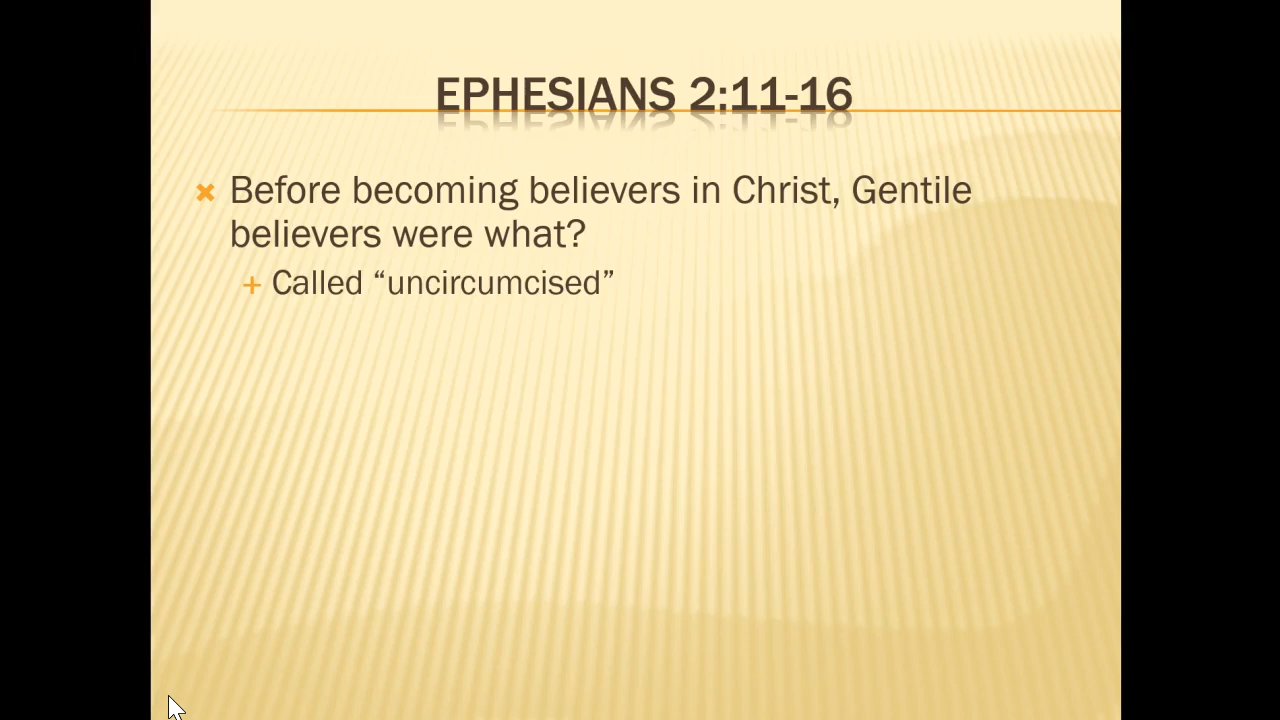 EPHESIANS 2:11-16
Before becoming believers in Christ, Gentile
believers were what?
Called “uncircumcised”